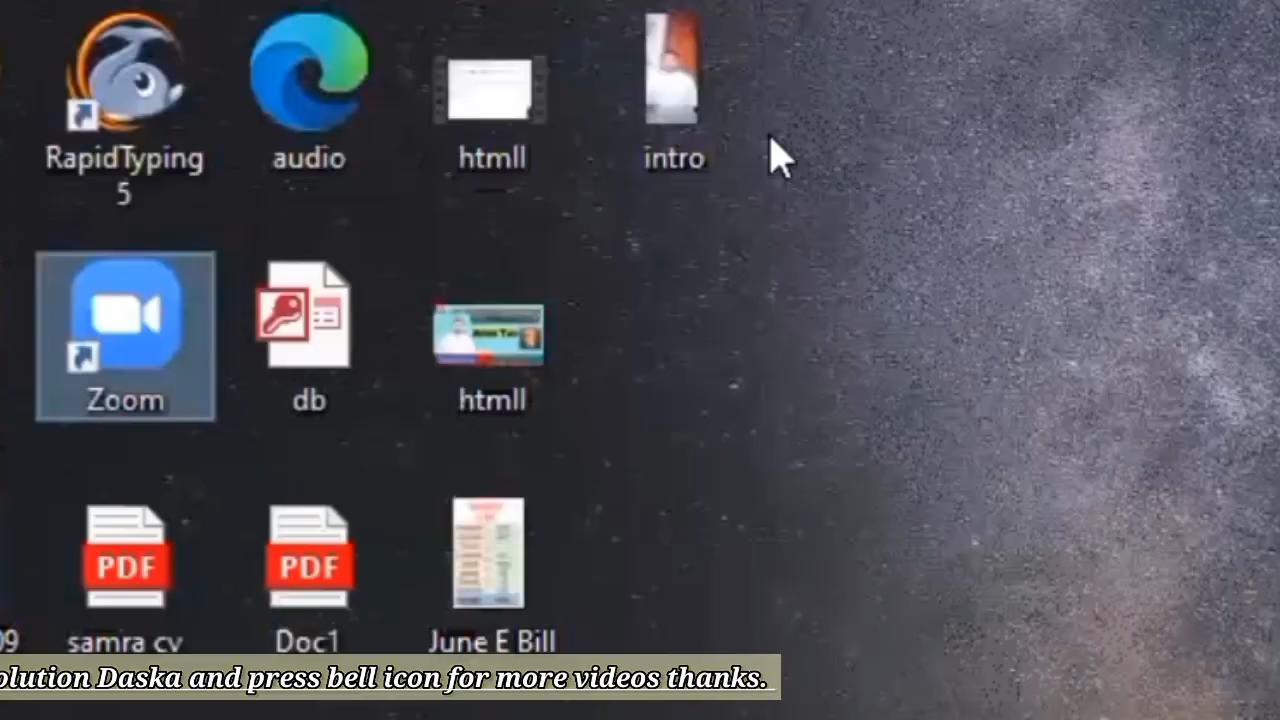 RapidTyping
5
audio
htmll
intro
Zoom
db
htmll
PDF
samra cv
PDF
Doc1
June E Bill
olution Daska and press bell icon for more videos thanks.